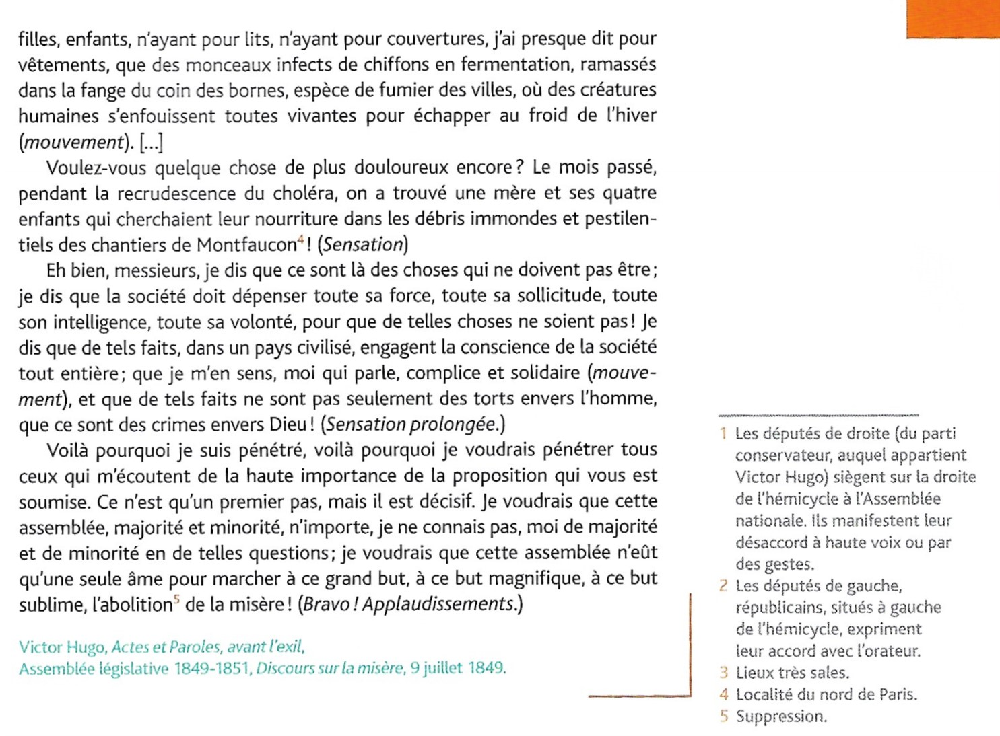 filles, enfants, n'ayant pour lits, n'ayant pour couvertures, j'ai presque dit pour
vêtements, que des monceaux infects de chiffons en fermentation, ramassés
dans la fange du coin des bornes, espèce de fumier des villes, où des créatures
humaines s'enfouissent toutes vivantes pour échapper au froid de l'hiver
(mouvement). [...]
Voulez-vous quelque chose de plus douloureux encore ? Le mois passé,
pendant la recrudescence du choléra, on a trouvé une mère et ses quatre
enfants qui cherchaient leur nourriture dans les débris immondes et pestilen-
tiels des chantiers de Montfaucon4 ! (Sensation)
Eh bien, messieurs, je dis que ce sont là des choses qui ne doivent pas être ;
je dis que la société doit dépenser toute sa force, toute sa sollicitude, toute
son intelligence, toute sa volonté, pour que de telles choses ne soient pas ! Je
dis que de tels faits, dans un pays civilisé, engagent la conscience de la société
tout entière ; que je m'en sens, moi qui parle, complice et solidaire (mouve-
ment), et que de tels faits ne sont pas seulement des torts envers l'homme,
que ce sont des crimes envers Dieu ! (Sensation prolongée.)
Voilà pourquoi je suis pénétré, voilà pourquoi je voudrais pénétrer tous
ceux qui m'écoutent de la haute importance de la proposition qui vous est
soumise. Ce n'est qu'un premier pas, mais il est décisif. Je voudrais que cette
assemblée, majorité et minorité, n'importe, je ne connais pas, moi de majorité
et de minorité en de telles questions ; je voudrais que cette assemblée n'eût
qu'une seule âme pour marcher à ce grand but, à ce but magnifique, à ce but
sublime, l'abolition5 de la misère ! (Bravo ! Applaudissements.)
Victor Hugo, Actes et Paroles, avant l'exil,
Assemblée législative 1849-1851, Discours sur la misère, 9 juillet 1849.
1 Les députés de droite (du parti
conservateur, auquel appartient
Victor Hugo) siègent sur la droite
de l'hémicycle à l'Assemblée
nationale. Ils manifestent leur
désaccord à haute voix ou par
des gestes.
2 Les députés de gauche,
républicains, situés à gauche
de l'hémicycle, expriment
leur accord avec l'orateur.
3 Lieux très sales.
4 Localité du nord de Paris.
5 Suppression.